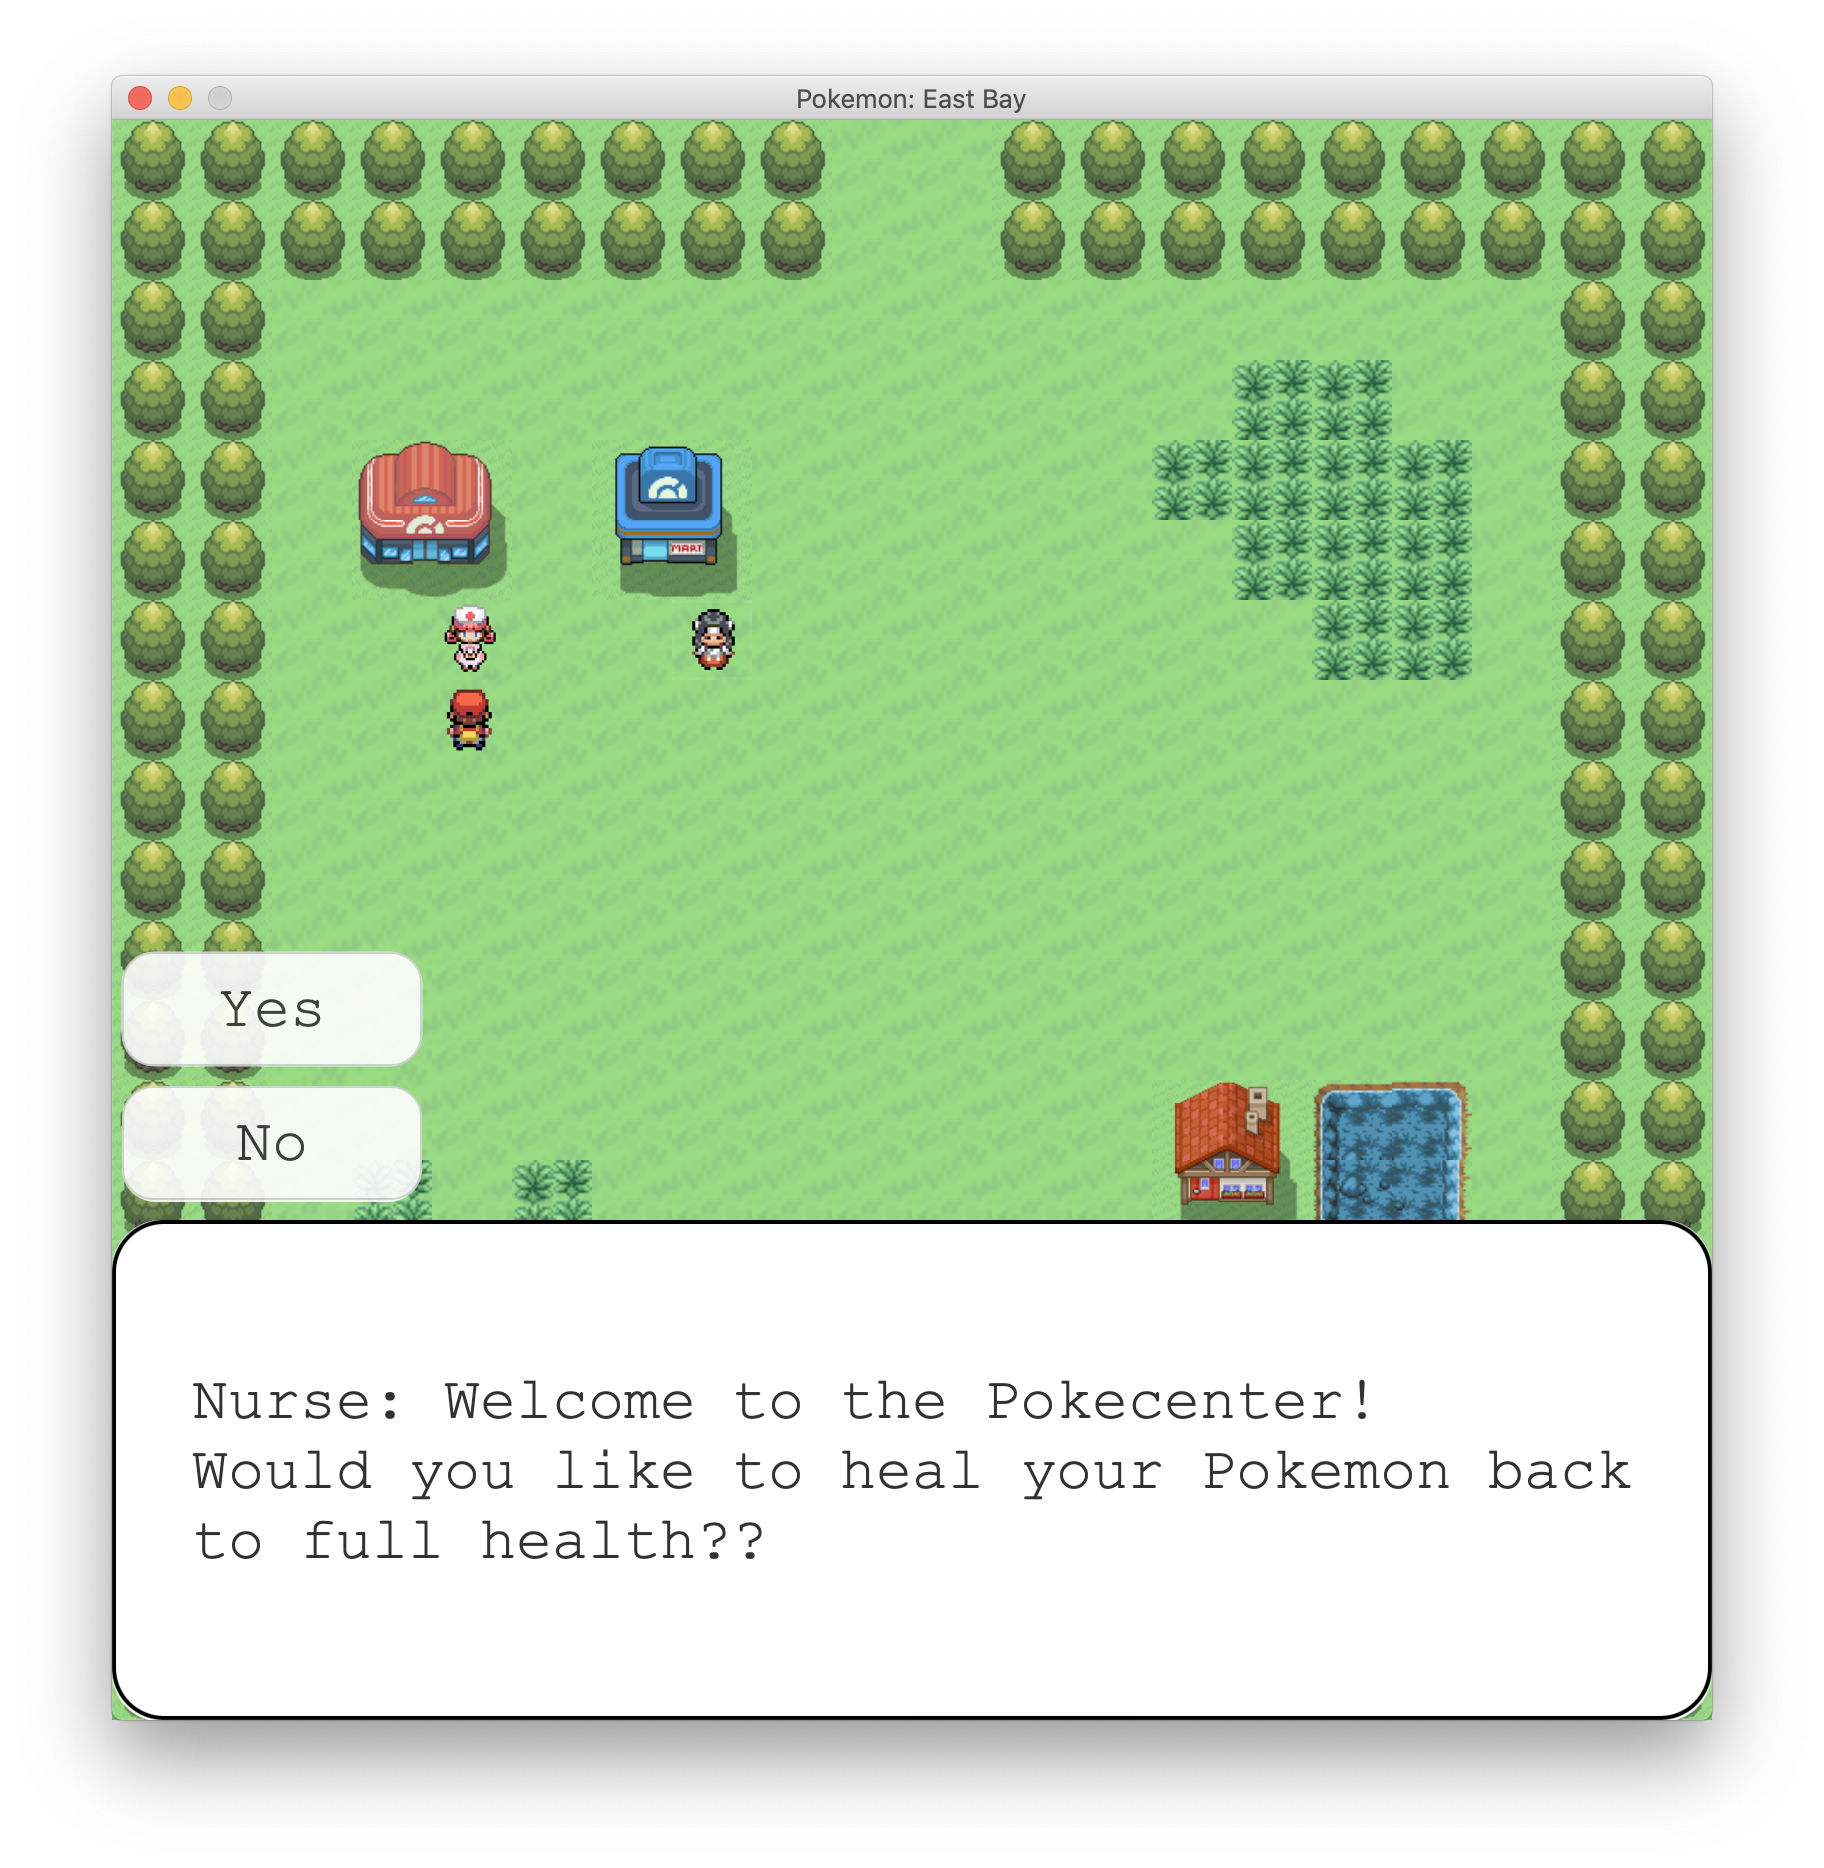 Pokemon: East Bay
MART
Yes
No
Nurse: Welcome to the Pokecenter!
Would you like to heal your Pokemon back
to full health??